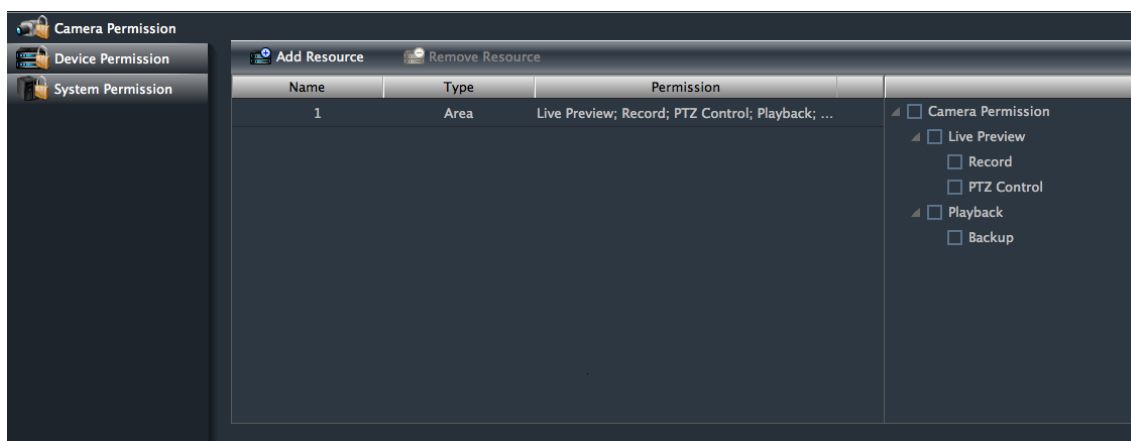 Camera Permission
Device Permission
System Permission
Add Resource Remove Resource
Name Type Permission
1 Area Live Preview; Record; PTZ Control; Playback; ...
Camera Permission
Live Preview
Record
PTZ Control
Playback
Backup